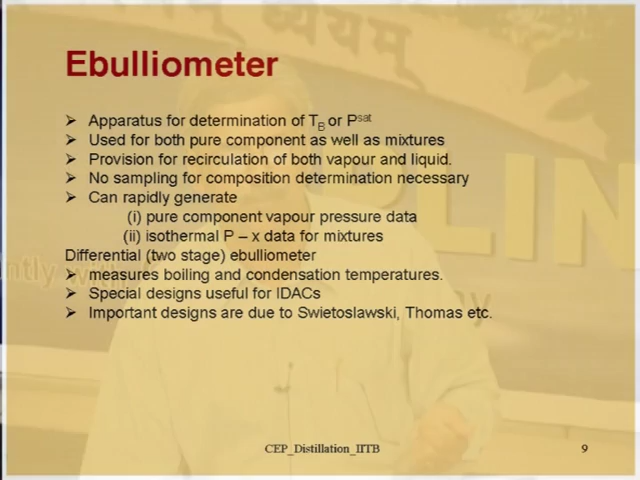 व्ययम्
Ebulliometer
➢ Apparatus for determination of T_B or P^sat
➢ Used for both pure component as well as mixtures
➢ Provision for recirculation of both vapour and liquid.
➢ No sampling for composition determination necessary
➢ Can rapidly generate
(i) pure component vapour pressure data
(ii) isothermal P – x data for mixtures
Differential (two stage) ebulliometer
➢ measures boiling and condensation temperatures.
➢ Special designs useful for IDACs
➢ Important designs are due to Swietoslawski, Thomas etc.
CEP_Distillation_IITB 9